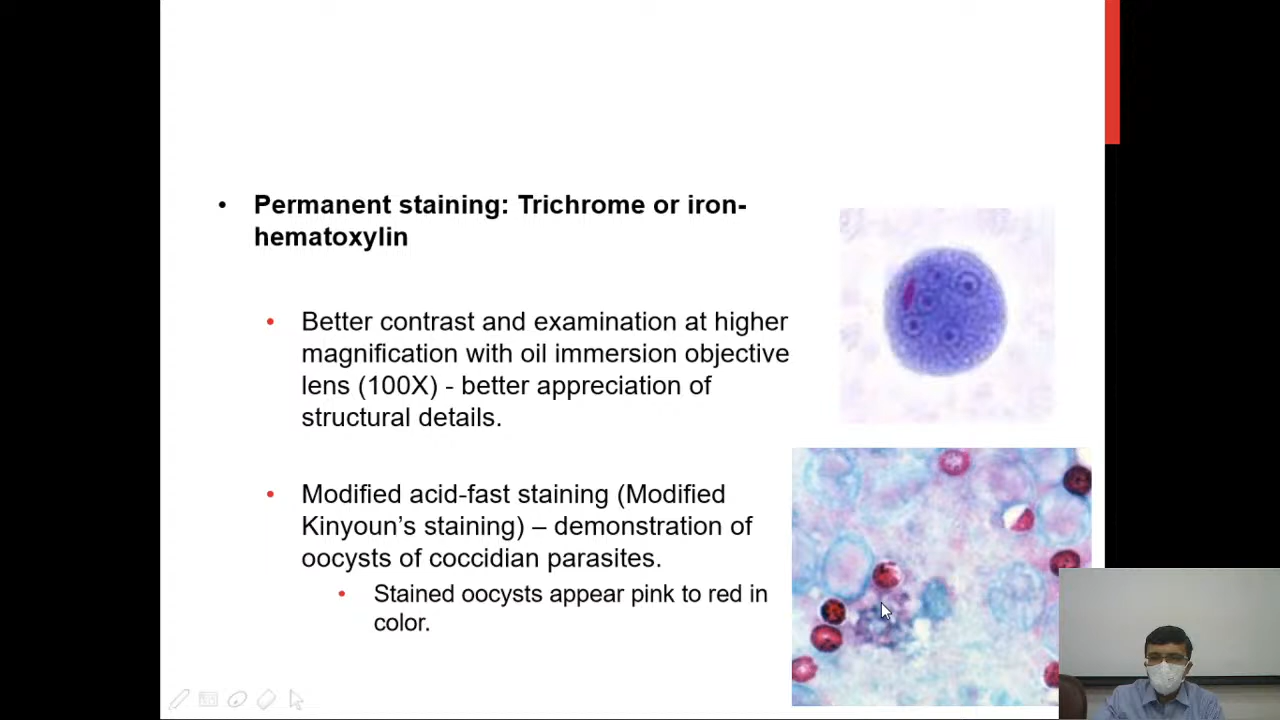 • Permanent staining: Trichrome or iron-
hematoxylin
• Better contrast and examination at higher
magnification with oil immersion objective
lens (100X) - better appreciation of
structural details.
• Modified acid-fast staining (Modified
Kinyoun’s staining) – demonstration of
oocysts of coccidian parasites.
• Stained oocysts appear pink to red in
color.